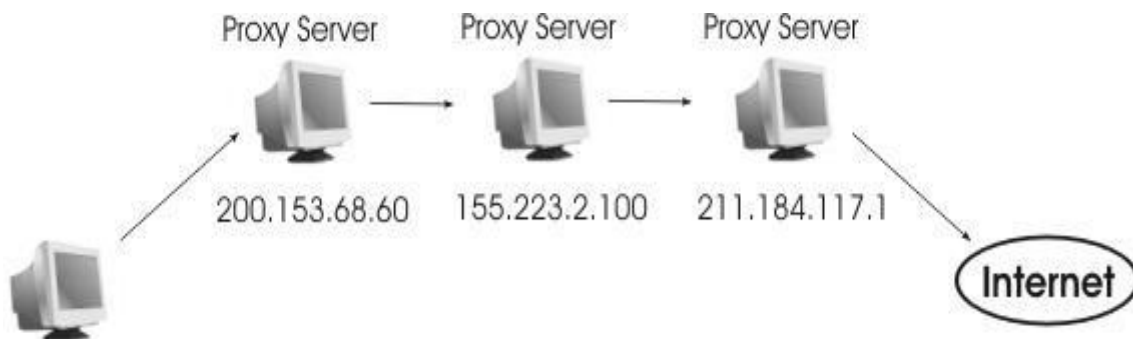 Proxy Server Proxy Server Proxy Server
200.153.68.60 155.223.2.100 211.184.117.1
Internet